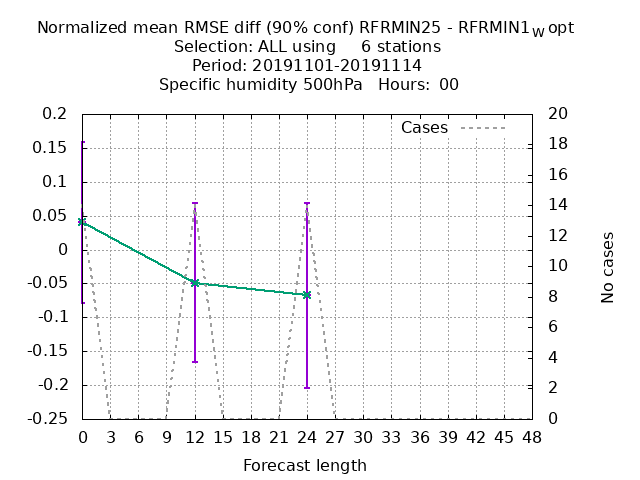 Normalized mean RMSE diff (90% conf) RFRMIN25 - RFRMIN1wopt
Selection: ALL using 6 stations
Period: 20191101-20191114
Specific humidity 500hPa Hours: 00
Cases
0.2
0.15
0.1
0.05
0
-0.05
-0.1
-0.15
-0.2
-0.25
20
18
16
14
12
10
8
6
4
2
0
No cases
0 3 6 9 12 15 18 21 24 27 30 33 36 39 42 45 48
Forecast length